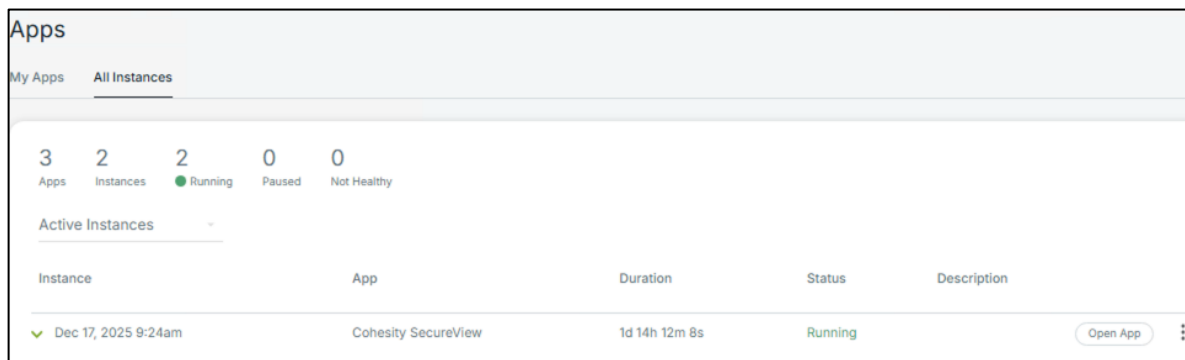 Apps
My Apps All Instances
3 2 2 0 0
Apps Instances Running Paused Not Healthy
Active Instances
Instance App Duration Status Description
Dec 17, 2025 9:24am Cohesity SecureView 1d 14h 12m 8s Running Open App